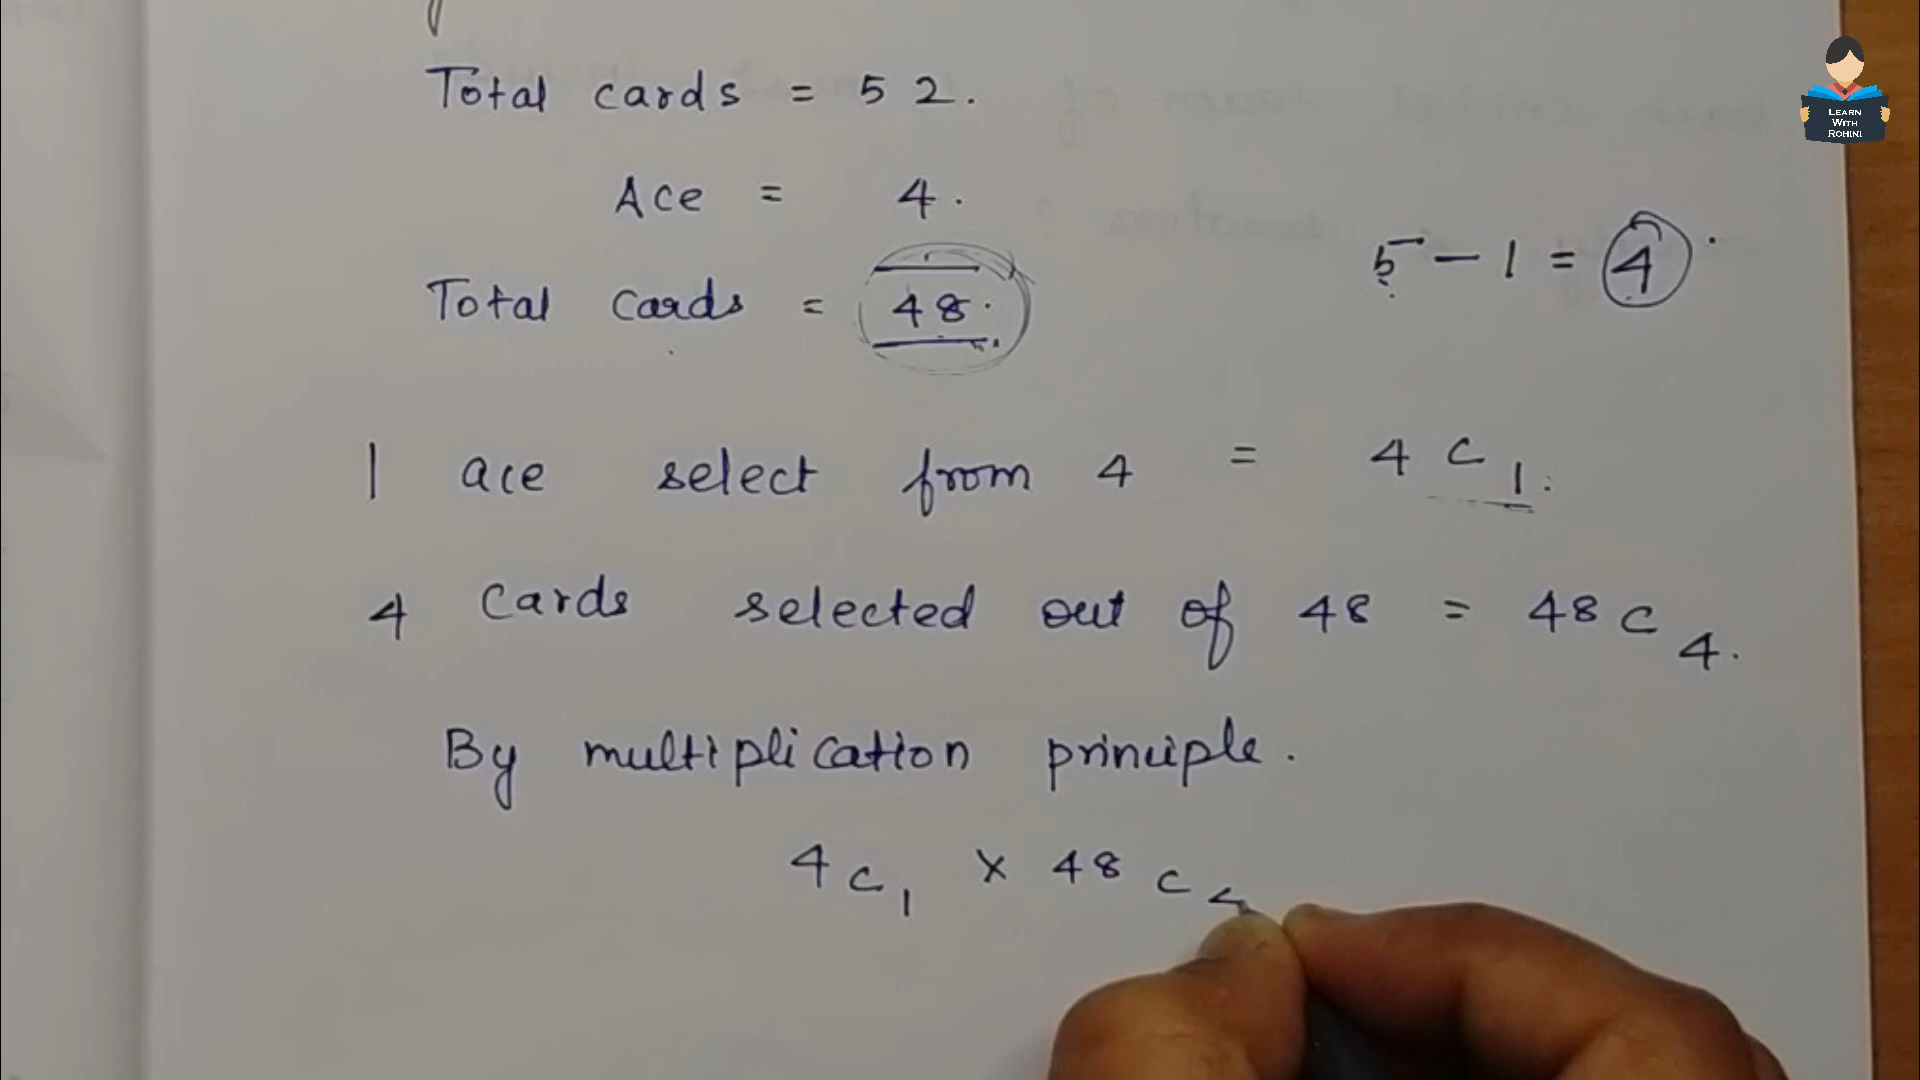 Total cards = 52.
Ace = 4.
5 - 1 = 4.
Total cards = 48.
1 ace select from 4 = 4C1.
4 cards selected out of 48 = 48C4.
By multiplication principle.
4C1 x 48C
LEARN
WITH
ROHINI